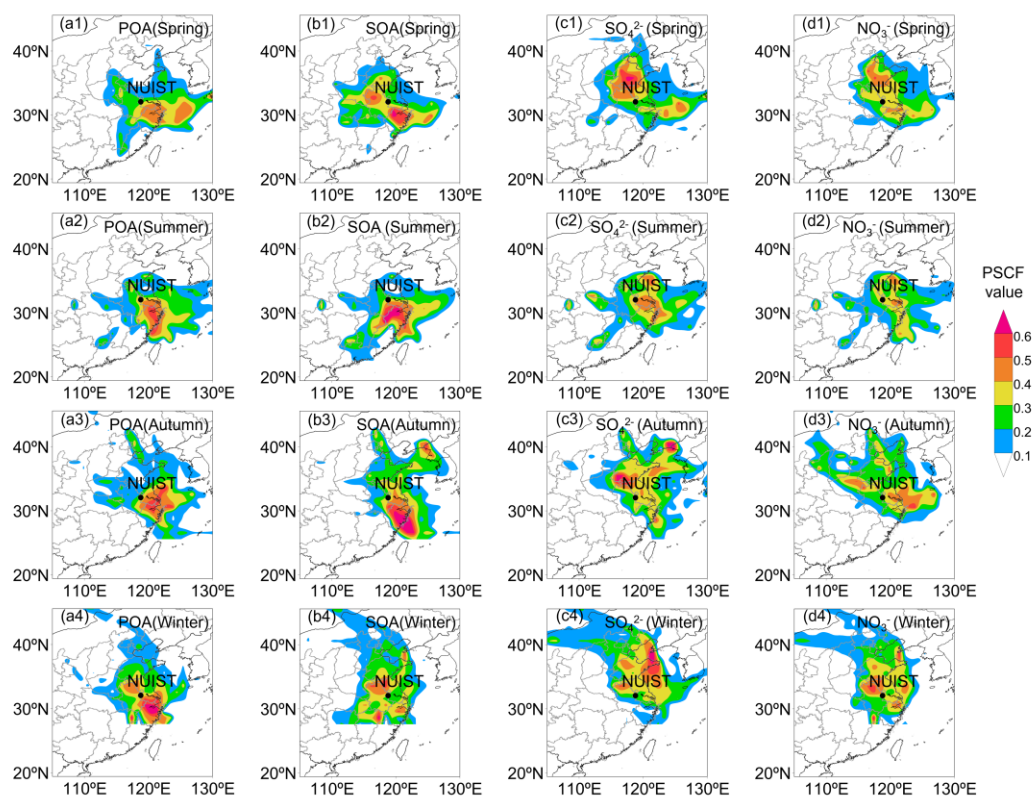 (a1) POA(Spring)
NUIST
40ºN
30ºN
20ºN
110ºE 120ºE 130ºE
(b1) SOA(Spring)
NUIST
40ºN
30ºN
20ºN
110ºE 120ºE 130ºE
(c1) SO₄²⁻ (Spring)
NUIST
40ºN
30ºN
20ºN
110ºE 120ºE 130ºE
(d1) NO₃⁻ (Spring)
NUIST
40ºN
30ºN
20ºN
110ºE 120ºE 130ºE
(a2) POA(Summer)
NUIST
40ºN
30ºN
20ºN
110ºE 120ºE 130ºE
(b2) SOA (Summer)
NUIST
40ºN
30ºN
20ºN
110ºE 120ºE 130ºE
(c2) SO₄²⁻ (Summer)
NUIST
40ºN
30ºN
20ºN
110ºE 120ºE 130ºE
(d2) NO₃⁻ (Summer)
NUIST
40ºN
30ºN
20ºN
110ºE 120ºE 130ºE
PSCF
value
0.6
0.5
0.4
0.3
0.2
0.1
(a3) POA(Autumn)
NUIST
40ºN
30ºN
20ºN
110ºE 120ºE 130ºE
(b3) SOA(Autumn)
NUIST
40ºN
30ºN
20ºN
110ºE 120ºE 130ºE
(c3) SO₄²⁻ (Autumn)
NUIST
40ºN
30ºN
20ºN
110ºE 120ºE 130ºE
(d3) NO₃⁻ (Autumn)
NUIST
40ºN
30ºN
20ºN
110ºE 120ºE 130ºE
(a4) POA(Winter)
NUIST
40ºN
30ºN
20ºN
110ºE 120ºE 130ºE
(b4) SOA(Winter)
NUIST
40ºN
30ºN
20ºN
110ºE 120ºE 130ºE
(c4) SO₄²⁻ (Winter)
NUIST
40ºN
30ºN
20ºN
110ºE 120ºE 130ºE
(d4) NO₃⁻ (Winter)
NUIST
40ºN
30ºN
20ºN
110ºE 120ºE 130ºE